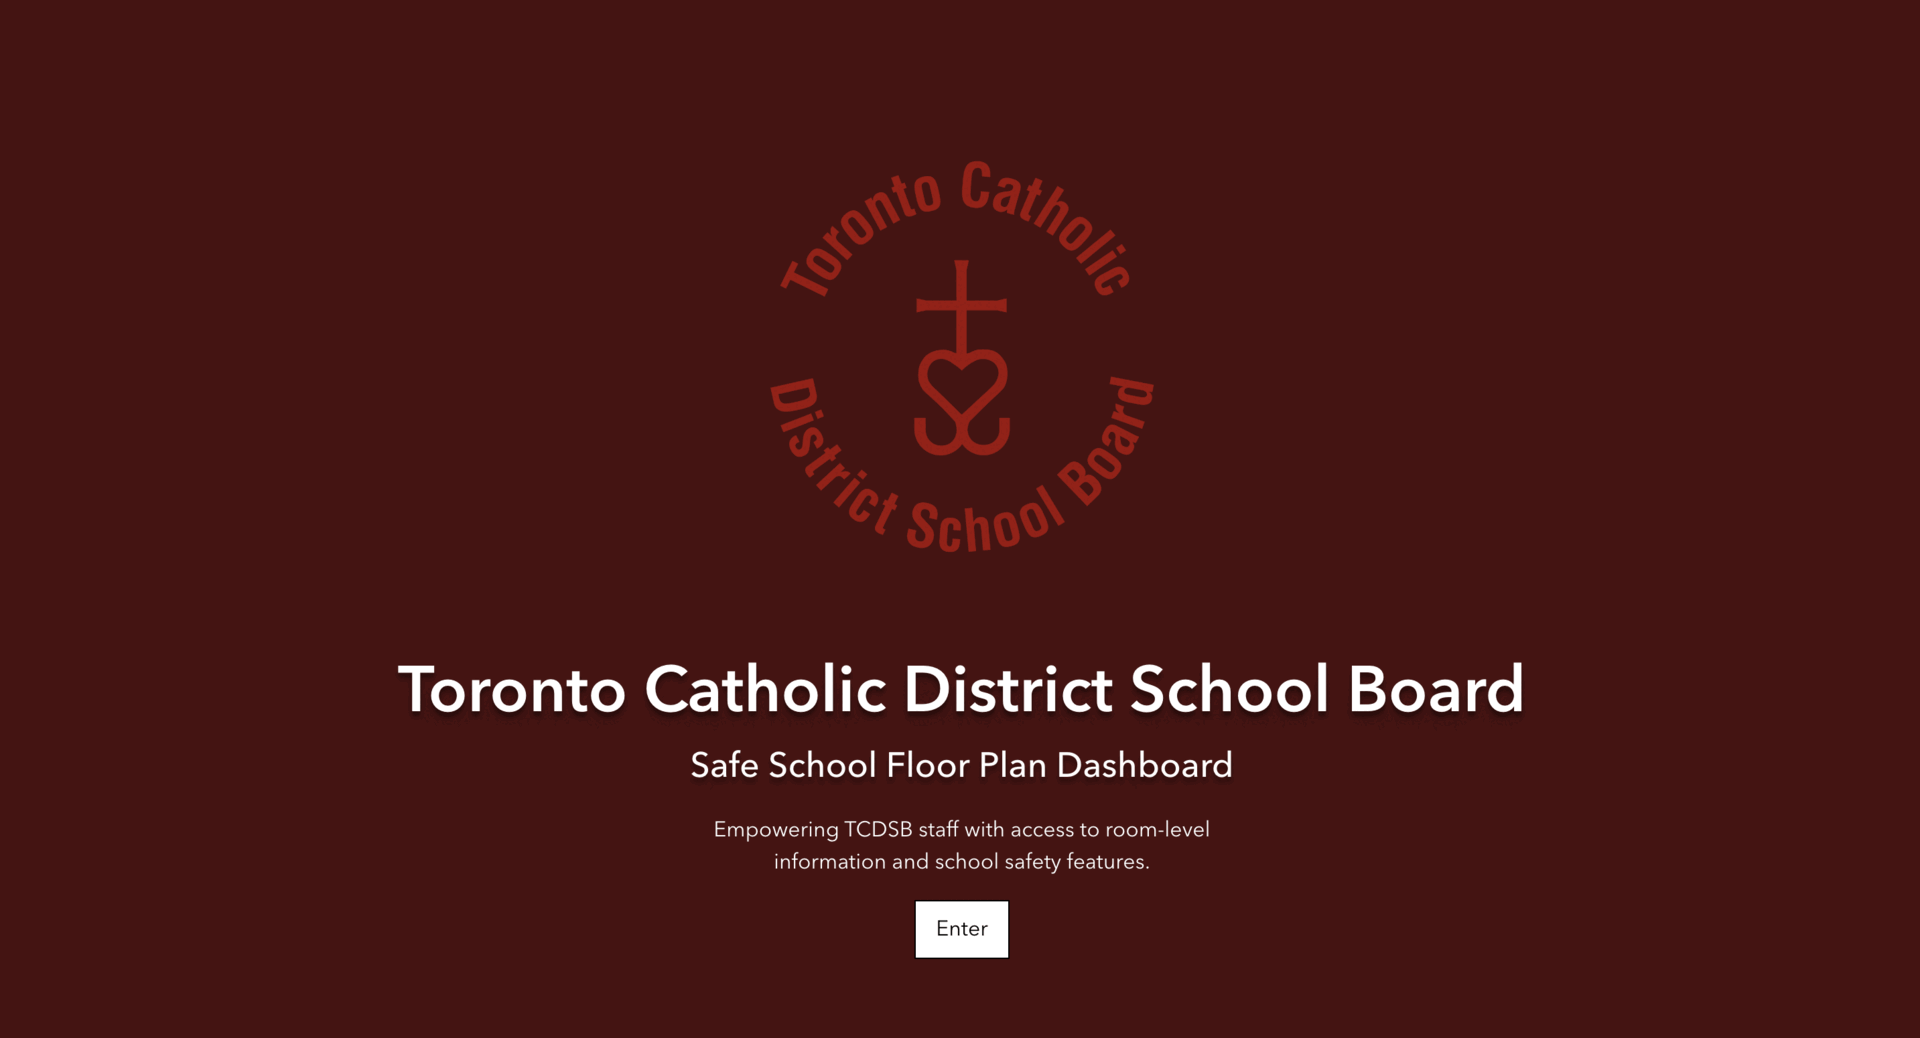 Toronto Catholic
District School Board
Toronto Catholic District School Board
Safe School Floor Plan Dashboard
Empowering TCDSB staff with access to room-level
information and school safety features.
Enter